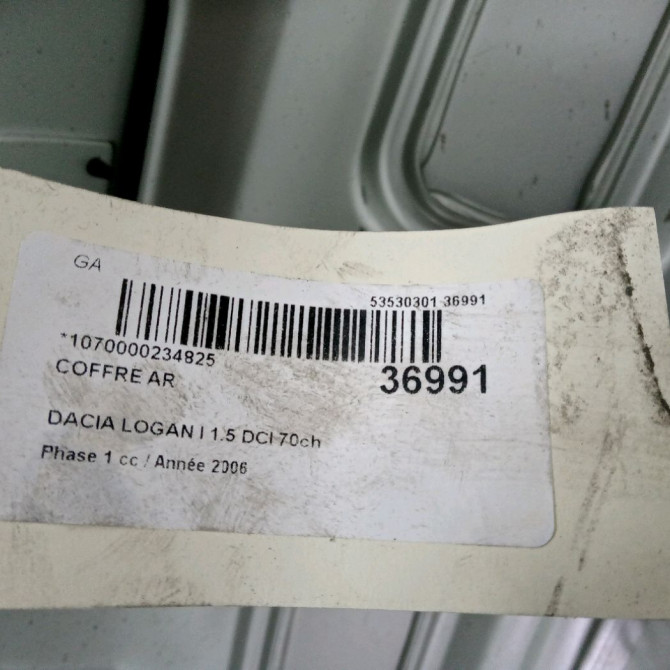 GA
53530301 36991
*1070000234825
36991
COFFRE AR
DACIA LOGAN I 1.5 DCI 70ch
Phase 1 cc / Année 2006